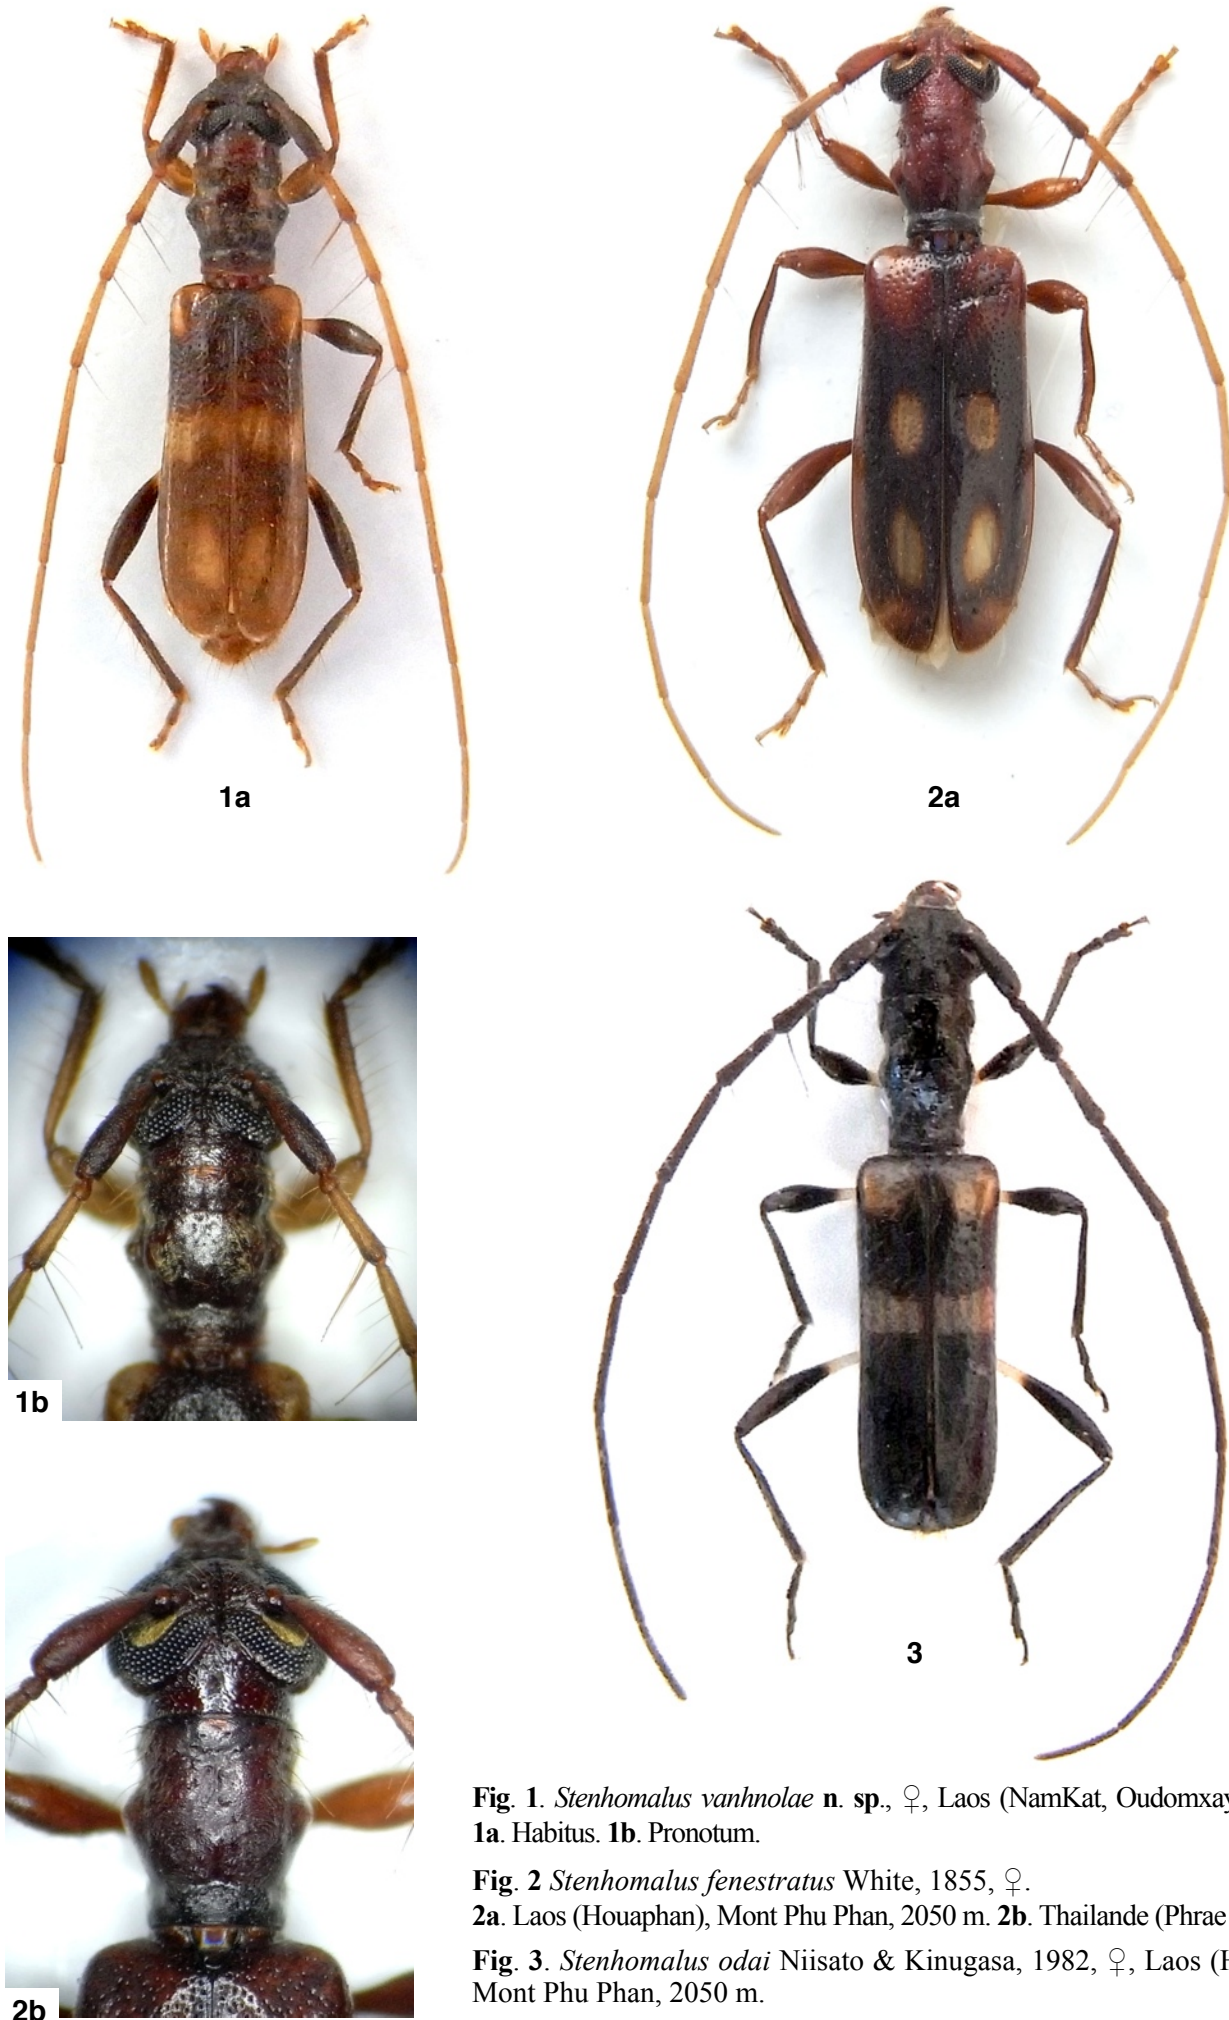 1a
2a
1b
3
2b
Fig. 1. Stenhomalus vanhnolae n. sp., ♀, Laos (NamKat, Oudomxay
1a. Habitus. 1b. Pronotum.
Fig. 2 Stenhomalus fenestratus White, 1855, ♀.
2a. Laos (Houaphan), Mont Phu Phan, 2050 m. 2b. Thailande (Phrae
Fig. 3. Stenhomalus odai Niisato & Kinugasa, 1982, ♀, Laos (H
Mont Phu Phan, 2050 m.